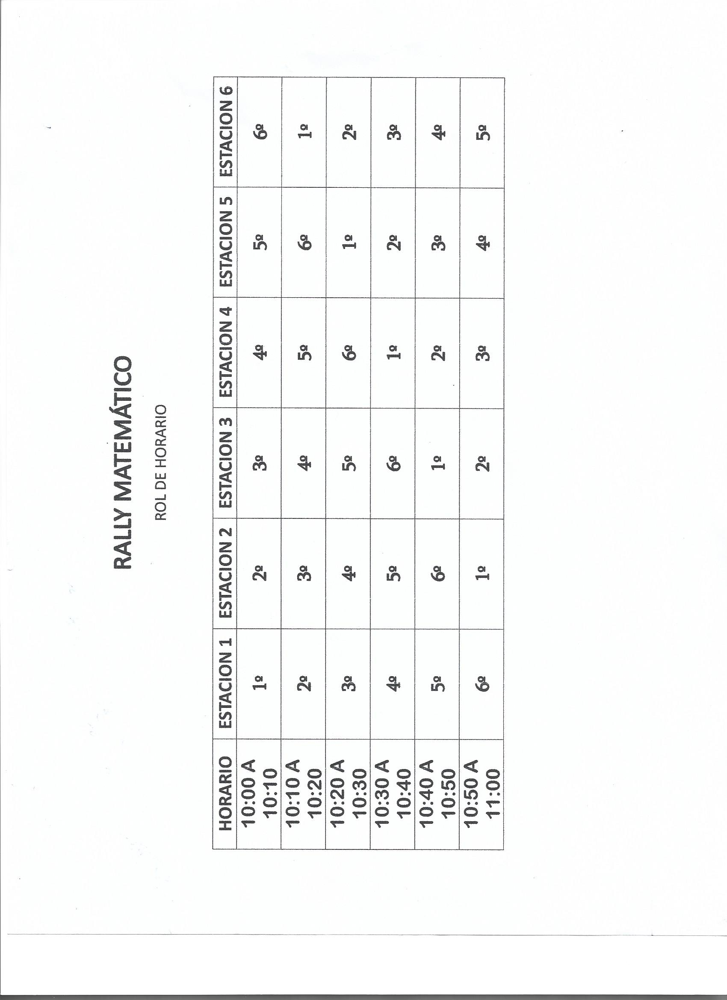 RALLY MATEMÁTICO
ROL DE HORARIO
HORARIO ESTACION 1 ESTACION 2 ESTACION 3 ESTACION 4 ESTACION 5 ESTACION 6
10:00 A
10:10 1º 2º 3º 4º 5º 6º
10:10 A
10:20 2º 3º 4º 5º 6º 1º
10:20 A
10:30 3º 4º 5º 6º 1º 2º
10:30 A
10:40 4º 5º 6º 1º 2º 3º
10:40 A
10:50 5º 6º 1º 2º 3º 4º
10:50 A
11:00 6º 1º 2º 3º 4º 5º